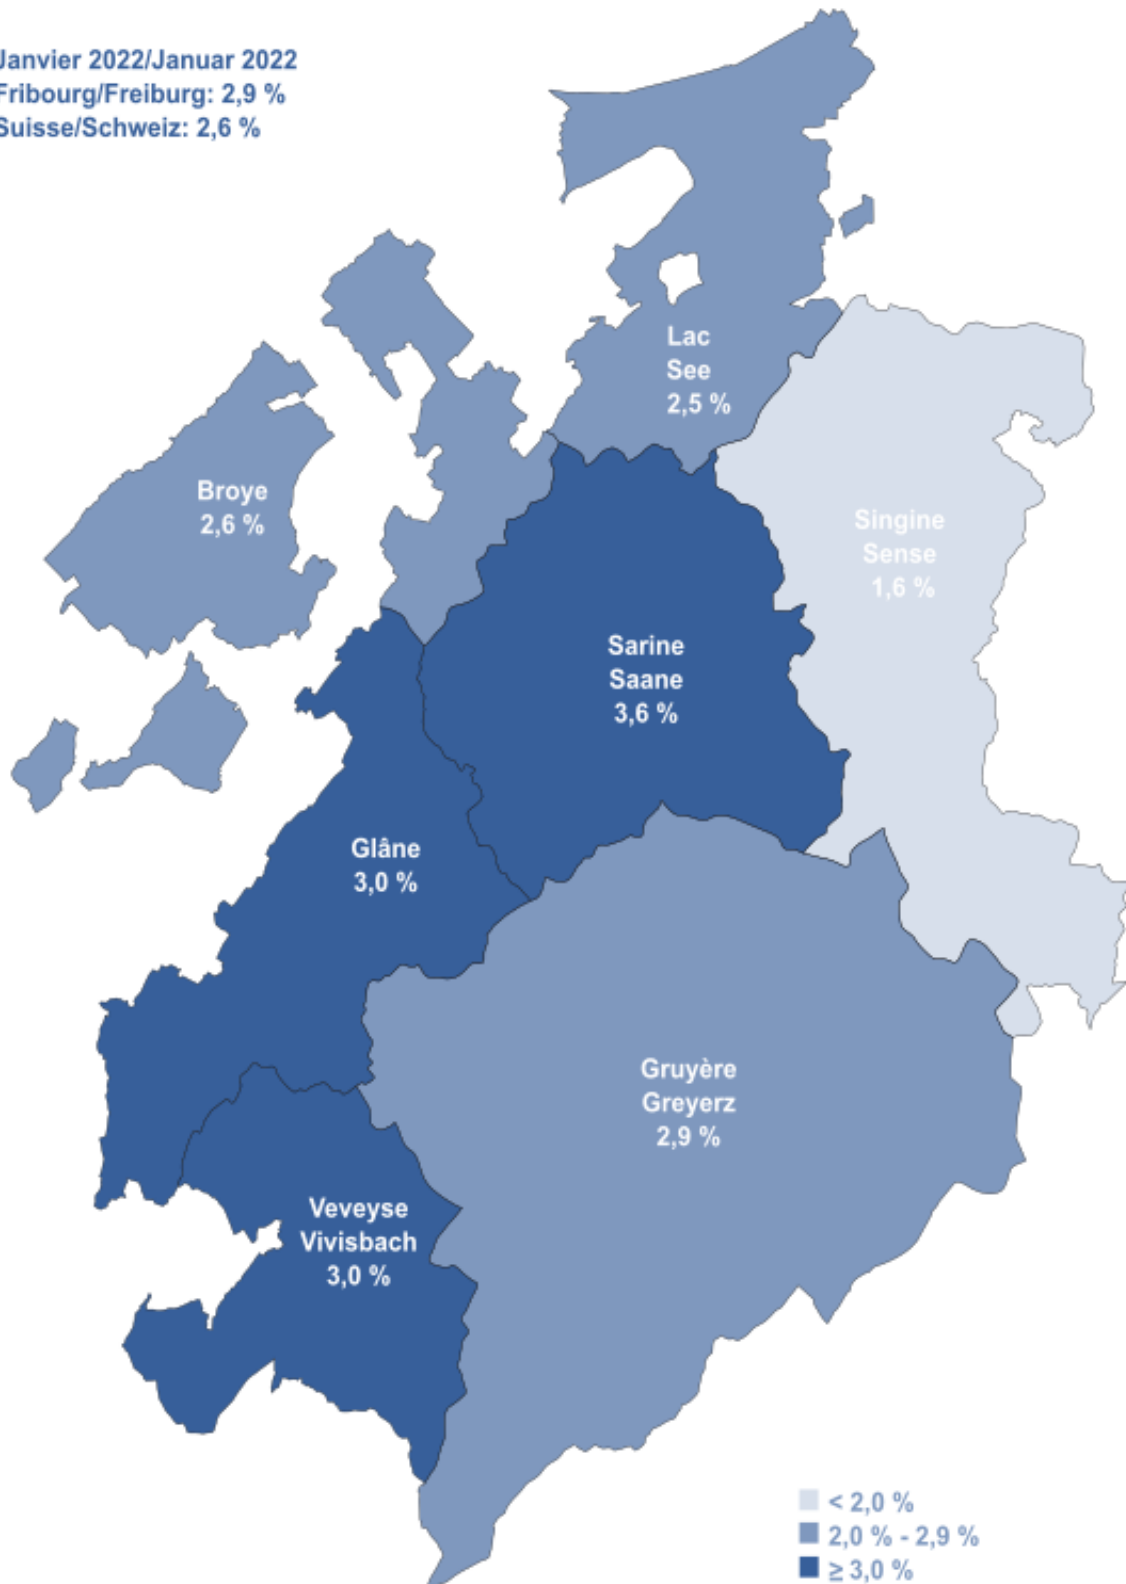 Janvier 2022/Januar 2022
Fribourg/Freiburg: 2,9 %
Suisse/Schweiz: 2,6 %
Lac
See
2,5 %
Broye
2,6 %
Singine
Sense
1,6 %
Sarine
Saane
3,6 %
Glâne
3,0 %
Gruyère
Greyerz
2,9 %
Veveyse
Vivisbach
3,0 %
< 2,0 %
2,0 % - 2,9 %
≥ 3,0 %